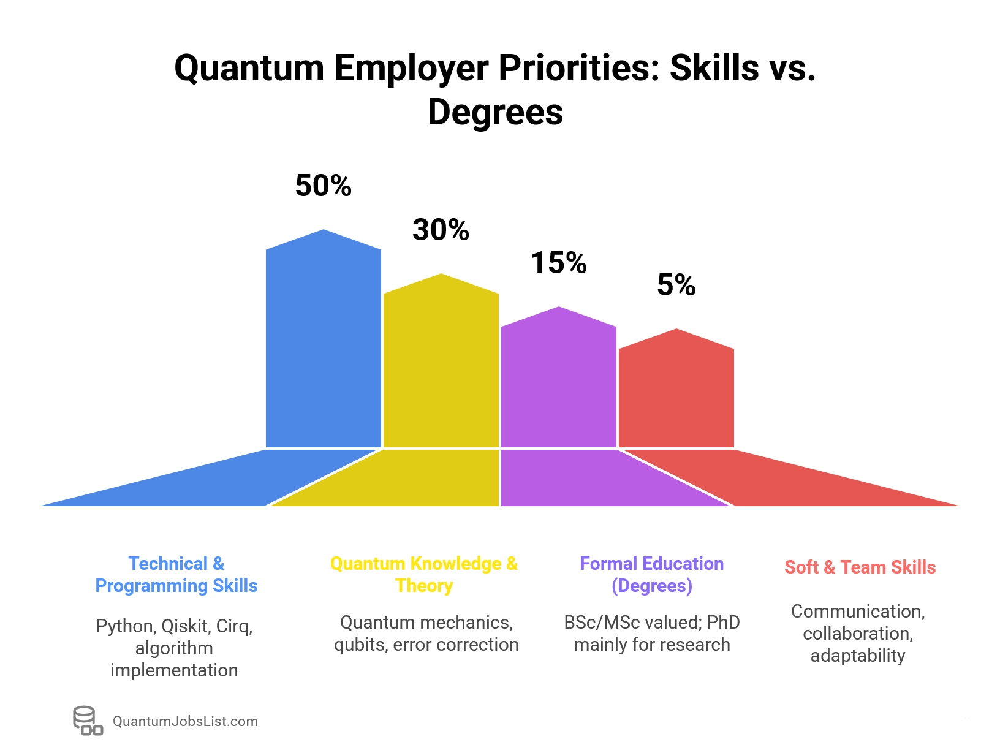 Quantum Employer Priorities: Skills vs.
Degrees
50%
30%
15%
5%
Technical &
Programming Skills
Python, Qiskit, Cirq,
algorithm
implementation
Quantum Knowledge &
Theory
Quantum mechanics,
qubits, error correction
Formal Education
(Degrees)
BSc/MSc valued; PhD
mainly for research
Soft & Team Skills
Communication,
collaboration,
adaptability
QuantumJobsList.com